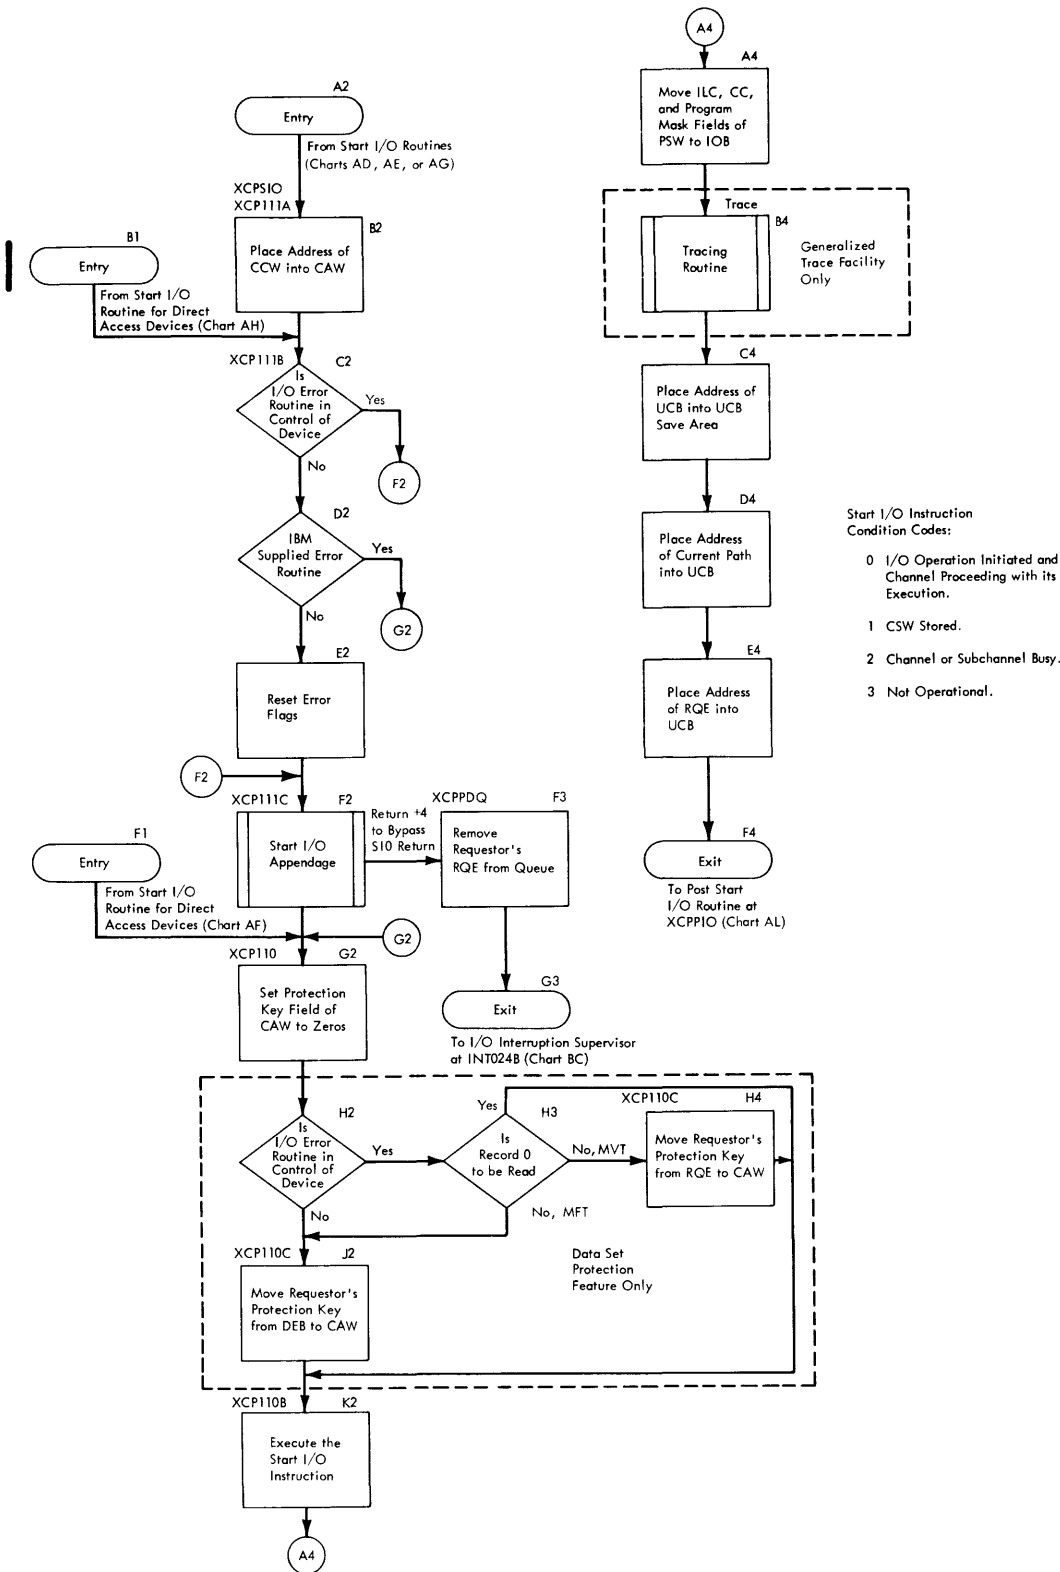 A2
Entry
From Start I/O Routines
(Charts AD, AE, or AG)
XCPSIO
XCP111A
B2
Place Address of
CCW into CAW
B1
Entry
From Start I/O
Routine for Direct
Access Devices (Chart AH)
XCP111B
C2
Is
I/O Error
Routine in
Control of
Device
Yes
F2
No
D2
IBM
Supplied Error
Routine
Yes
G2
No
E2
Reset Error
Flags
F2
XCP111C
F2
Start I/O
Appendage
Return +4
to Bypass
SIO Return
XCPPDQ
F3
Remove
Requestor's
RQE from Queue
F1
Entry
From Start I/O
Routine for Direct
Access Devices (Chart AF)
G2
XCP110
G2
Set Protection
Key Field of
CAW to Zeros
G3
Exit
To I/O Interruption Supervisor
at INT024B (Chart BC)
H2
Is
I/O Error
Routine in
Control of
Device
Yes
No
Yes
H3
Is
Record 0
to be Read
No, MVT
No, MFT
XCP110C
H4
Move Requestor's
Protection Key
from RQE to CAW
Data Set
Protection
Feature Only
XCP110C
J2
Move Requestor's
Protection Key
from DEB to CAW
XCP110B
K2
Execute the
Start I/O
Instruction
A4
A4
A4
Move ILC, CC,
and Program
Mask Fields of
PSW to IOB
Trace
B4
Tracing
Routine
Generalized
Trace Facility
Only
C4
Place Address of
UCB into UCB
Save Area
D4
Place Address
of Current Path
into UCB
E4
Place Address
of RQE into
UCB
F4
Exit
To Post Start
I/O Routine at
XCPPIO (Chart AL)
Start I/O Instruction
Condition Codes:
0 I/O Operation Initiated and
Channel Proceeding with its
Execution.
1 CSW Stored.
2 Channel or Subchannel Busy.
3 Not Operational.